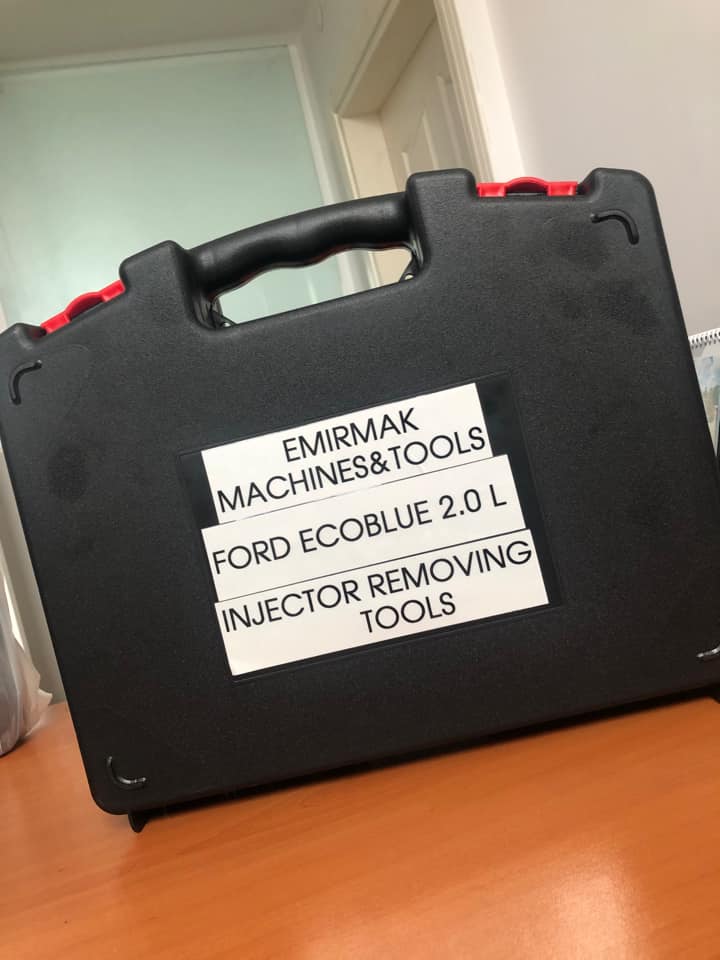 EMIRMAK
MACHINES&TOOLS
FORD ECOBLUE 2.0 L
INJECTOR REMOVING
TOOLS